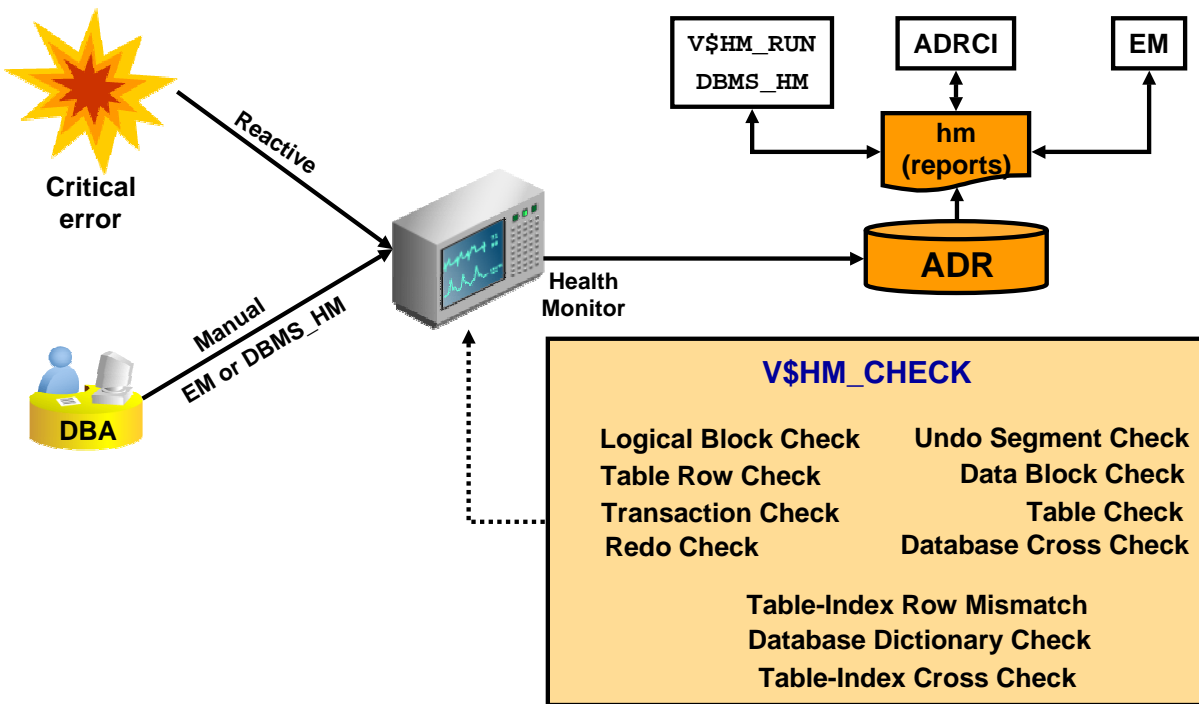 V$HM_RUN
DBMS_HM
ADRCI
EM
Reactive
hm
(reports)
Critical
error
ADR
Health
Monitor
Manual
EM or DBMS_HM
DBA
V$HM_CHECK
Logical Block Check
Undo Segment Check
Table Row Check
Data Block Check
Transaction Check
Table Check
Redo Check
Database Cross Check
Table-Index Row Mismatch
Database Dictionary Check
Table-Index Cross Check